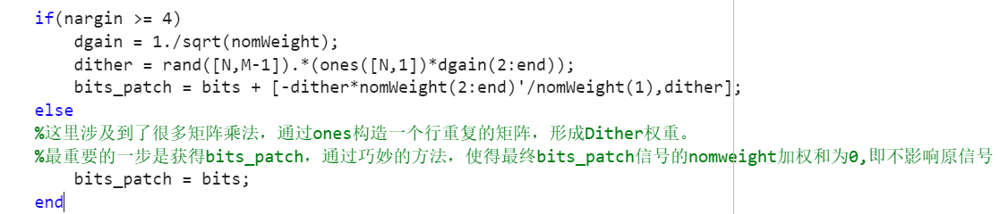 if(nargin >= 4)
dgain = 1./sqrt(nomWeight);
dither = rand([N,M-1]).*(ones([N,1])*dgain(2:end));
bits_patch = bits + [-dither*nomWeight(2:end)'/nomWeight(1),dither];
else
%这里涉及到了很多矩阵乘法，通过ones构造一个行重复的矩阵，形成Dither权重。
%最重要的一步是获得bits_patch，通过巧妙的方法，使得最终bits_patch信号的nomweight加权和为0,即不影响原信号
bits_patch = bits;
end